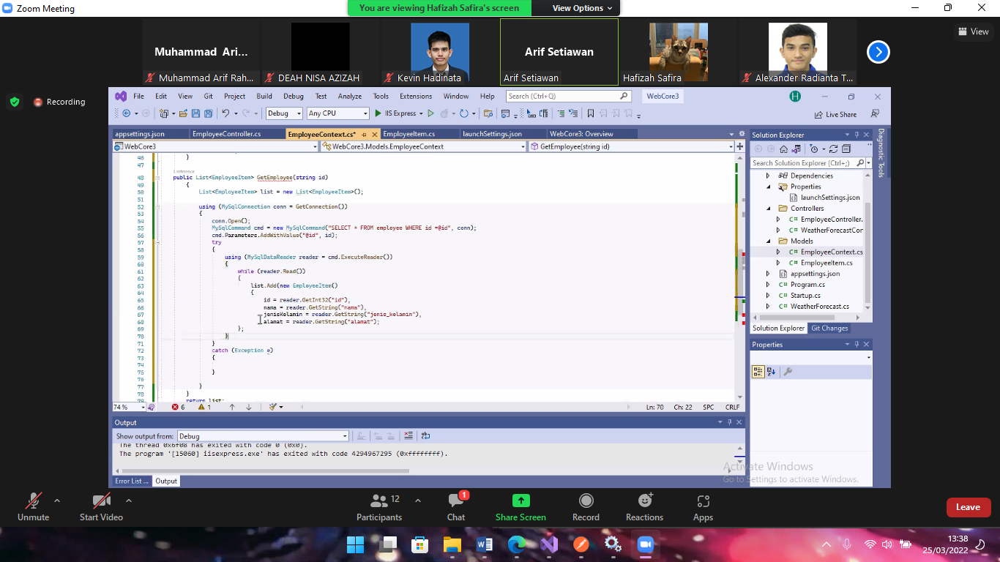 Zoom Meeting
You are viewing Hafizah Safira's screen
View Options
View
Muhammad Ari...
Arif Setiawan
Muhammad Arif Rah...
DEAH NISA AZIZAH
Kevin Hadinata
Arif Setiawan
Hafizah Safira
Alexander Radianta T...
Recording
File Edit View Git Project Build Debug Test Analyze Tools Extensions Window Help Search (Ctrl+Q) WebCore3 H
Debug Any CPU IIS Express Live Share
appsettings.json EmployeeController.cs EmployeeContext.cs* EmployeeItem.cs launchSettings.json WebCore3: Overview
WebCore3 WebCore3.Models.EmployeeContext GetEmployee(string id)
46 }
47
1 reference
48 public List<EmployeeItem> GetEmployee(string id)
49 {
50 List<EmployeeItem> list = new List<EmployeeItem>();
51
52 using (MySqlConnection conn = GetConnection())
53 {
54 conn.Open();
55 MySqlCommand cmd = new MySqlCommand("SELECT * FROM employee WHERE id =@id", conn);
56 cmd.Parameters.AddWithValue("@id", id);
57 try
58 {
59 using (MySqlDataReader reader = cmd.ExecuteReader())
60 {
61 while (reader.Read())
62 {
63 list.Add(new EmployeeItem()
64 {
65 id = reader.GetInt32("id"),
66 nama = reader.GetString("nama"),
67 jenisKelamin = reader.GetString("jenis_kelamin"),
68 alamat = reader.GetString("alamat");
69 };
70 }
71 }
72 catch (Exception e)
73 {
74
75 }
76
77 }
78 }
79 return list;
74 % 6 1 Ln: 70 Ch: 22 SPC CRLF
Output
Show output from: Debug
The thread 0x6f08 has exited with code 0 (0x0).
The program '[15060] iisexpress.exe' has exited with code 4294967295 (0xffffffff).
Error List ... Output
Solution Explorer
Search Solution Explorer (Ctrl+;)
Dependencies
Properties
launchSettings.json
Controllers
EmployeeController.
WeatherForecastCor
Models
EmployeeContext.cs
EmployeeItem.cs
appsettings.json
Program.cs
Startup.cs
WeatherForecast.cs
Solution Explorer Git Changes
Properties
Diagnostic Tools
Activate Windows
Go to Settings to activate Windows.
Unmute
Start Video
12
Participants
1
Chat
Share Screen
Record
Reactions
Apps
Leave
13:38
25/03/2022